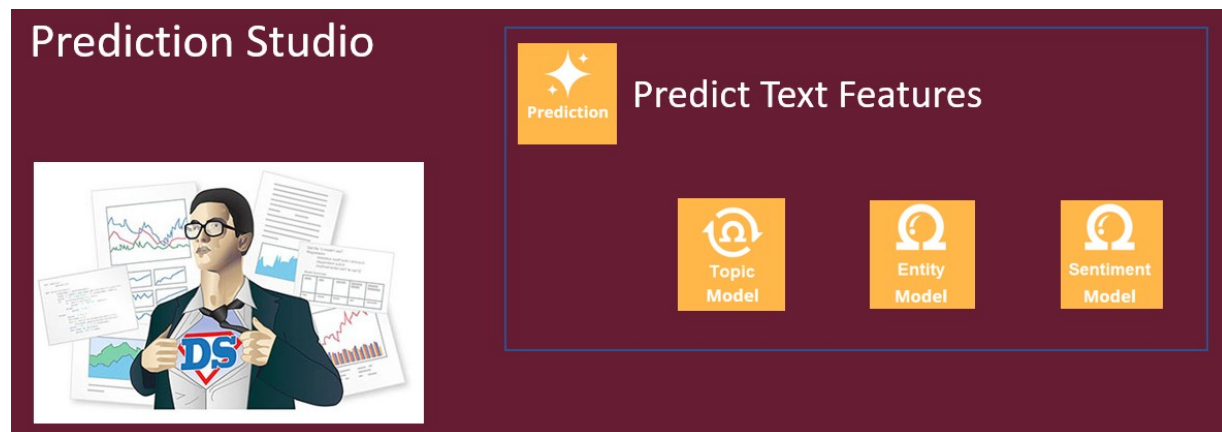 Prediction Studio
Prediction
Predict Text Features
DS
Topic
Model
Entity
Model
Sentiment
Model